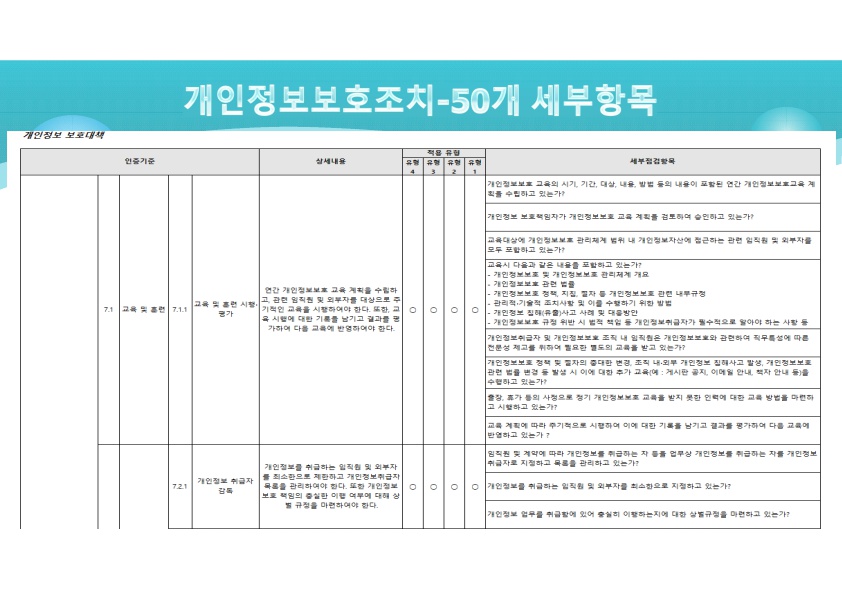 개인정보보호조치-50개 세부항목
개인정보 보호대책
인증기준
상세내용
적용 유형
유형 4
유형 3
유형 2
유형 1
세부점검항목
7.1
교육 및 훈련
7.1.1
교육 및 훈련 시행·
평가
연간 개인정보보호 교육 계획을 수립하
고, 관련 임직원 및 외부자를 대상으로 주
기적인 교육을 시행하여야 한다. 또한, 교
육 시행에 대한 기록을 남기고 결과를 평
가하여 다음 교육에 반영하여야 한다.
○ ○ ○ ○
개인정보보호 교육의 시기, 기간, 대상, 내용, 방법 등의 내용이 포함된 연간 개인정보보호교육 계
획을 수립하고 있는가?
개인정보 보호책임자가 개인정보보호 교육 계획을 검토하여 승인하고 있는가?
교육대상에 개인정보보호 관리체계 범위 내 개인정보자산에 접근하는 관련 임직원 및 외부자를
모두 포함하고 있는가?
교육시 다음과 같은 내용을 포함하고 있는가?
- 개인정보보호 및 개인정보보호 관리체계 개요
- 개인정보보호 관련 법률
- 개인정보보호 정책, 지침, 절차 등 개인정보보호 관련 내부규정
- 관리적·기술적 조치사항 및 이를 수행하기 위한 방법
- 개인정보 침해(유출)사고 사례 및 대응방안
- 개인정보보호 규정 위반 시 법적 책임 등 개인정보취급자가 필수적으로 알아야 하는 사항 등
개인정보취급자 및 개인정보보호 조직 내 임직원은 개인정보보호와 관련하여 직무특성에 따른
전문성 제고를 위하여 필요한 별도의 교육을 받고 있는가?
개인정보보호 정책 및 절차의 중대한 변경, 조직 내·외부 개인정보 침해사고 발생, 개인정보보호
관련 법률 변경 등 발생 시 이에 대한 추가 교육(예 : 게시판 공지, 이메일 안내, 책자 안내 등)을
수행하고 있는가?
출장, 휴가 등의 사정으로 정기 개인정보보호 교육을 받지 못한 인력에 대한 교육 방법을 마련하
고 시행하고 있는가?
교육 계획에 따라 주기적으로 시행하여 이에 대한 기록을 남기고 결과를 평가하여 다음 교육에
반영하고 있는가 ?
7.2.1
개인정보 취급자
감독
개인정보를 취급하는 임직원 및 외부자
를 최소한으로 제한하고 개인정보취급자
목록을 관리하여야 한다. 또한 개인정보
보호 책임의 충실한 이행 여부에 대해 상
벌 규정을 마련하여야 한다.
○ ○ ○ ○
임직원 및 계약에 따라 개인정보를 취급하는 자 등을 업무상 개인정보를 취급하는 자를 개인정보
취급자로 지정하고 목록을 관리하고 있는가?
개인정보를 취급하는 임직원 및 외부자를 최소한으로 지정하고 있는가?
개인정보 업무를 취급함에 있어 충실히 이행하는지에 대한 상벌규정을 마련하고 있는가?